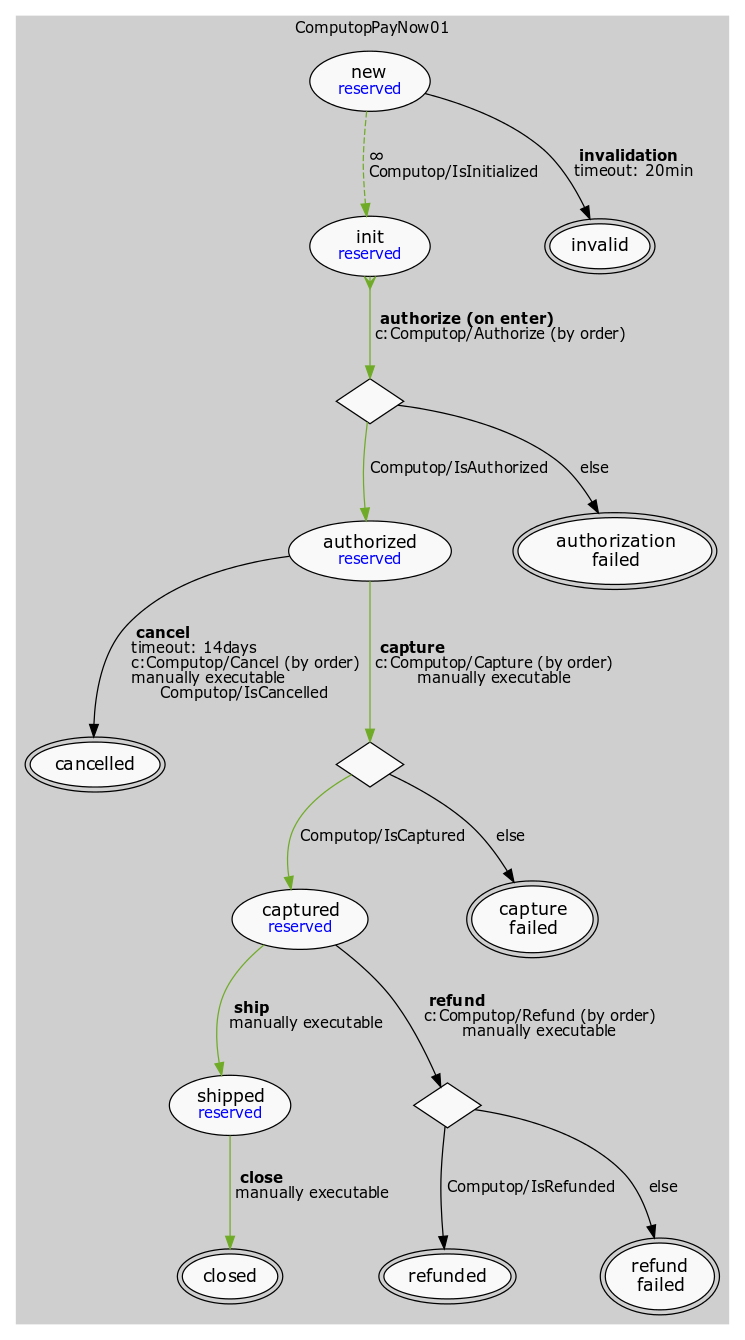 ComputopPayNow01
new
reserved
∞
Computop/IsInitialized
invalidation
timeout: 20min
init
reserved
invalid
authorize (on enter)
c:Computop/Authorize (by order)
Computop/IsAuthorized
else
authorized
reserved
authorization
failed
cancel
timeout: 14days
c:Computop/Cancel (by order)
manually executable
Computop/IsCancelled
capture
c:Computop/Capture (by order)
manually executable
cancelled
Computop/IsCaptured
else
captured
reserved
capture
failed
ship
manually executable
refund
c:Computop/Refund (by order)
manually executable
shipped
reserved
close
manually executable
Computop/IsRefunded
else
closed
refunded
refund
failed